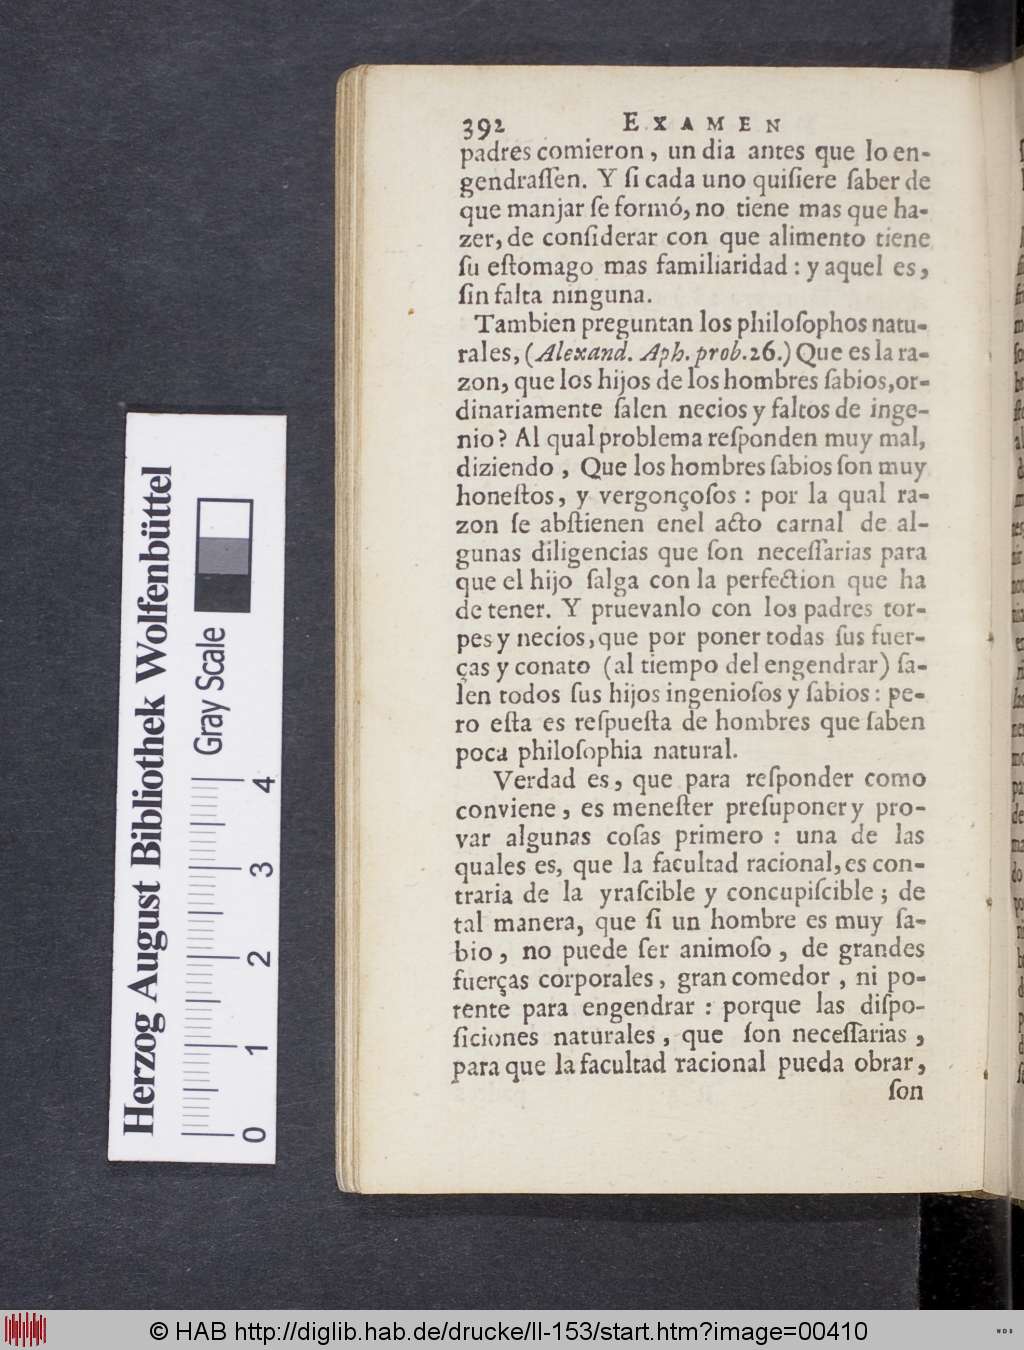 392 EXAMEN
padres comieron, un dia antes que lo en-
gendraſſen. Y ſi cada uno quiſiere ſaber de
que manjar ſe formó, no tiene mas que ha-
zer, de conſiderar con que alimento tiene
ſu eſtomago mas familiaridad : y aquel es,
ſin falta ninguna.
Tambien preguntan los philoſophos natu-
rales, (Alexand. Aph. prob. 26.) Que es la ra-
zon, que los hijos de los hombres ſabios, or-
dinariamente ſalen necios y faltos de inge-
nio? Al qual problema reſponden muy mal,
diziendo, Que los hombres ſabios ſon muy
honeſtos, y vergonçoſos : por la qual ra-
zon ſe abſtienen enel acto carnal de al-
gunas diligencias que ſon neceſſarias para
que el hijo ſalga con la perfection que ha
de tener. Y pruevanlo con los padres tor-
pes y necios, que por poner todas ſus fuer-
ças y conato (al tiempo del engendrar) ſa-
len todos ſus hijos ingenioſos y ſabios : pe-
ro eſta es reſpueſta de hombres que ſaben
poca philoſophia natural.
Verdad es, que para reſponder como
conviene, es meneſter preſuponer y pro-
var algunas coſas primero : una de las
quales es, que la facultad racional, es con-
traria de la yraſcible y concupiſcible ; de
tal manera, que ſi un hombre es muy ſa-
bio, no puede ſer animoſo, de grandes
fuerças corporales, gran comedor, ni po-
tente para engendrar : porque las diſpo-
ſiciones naturales, que ſon neceſſarias,
para que la facultad racional pueda obrar,
ſon
Herzog August Bibliothek Wolfenbüttel
Gray Scale
0 1 2 3 4
© HAB http://diglib.hab.de/drucke/ll-153/start.htm?image=00410